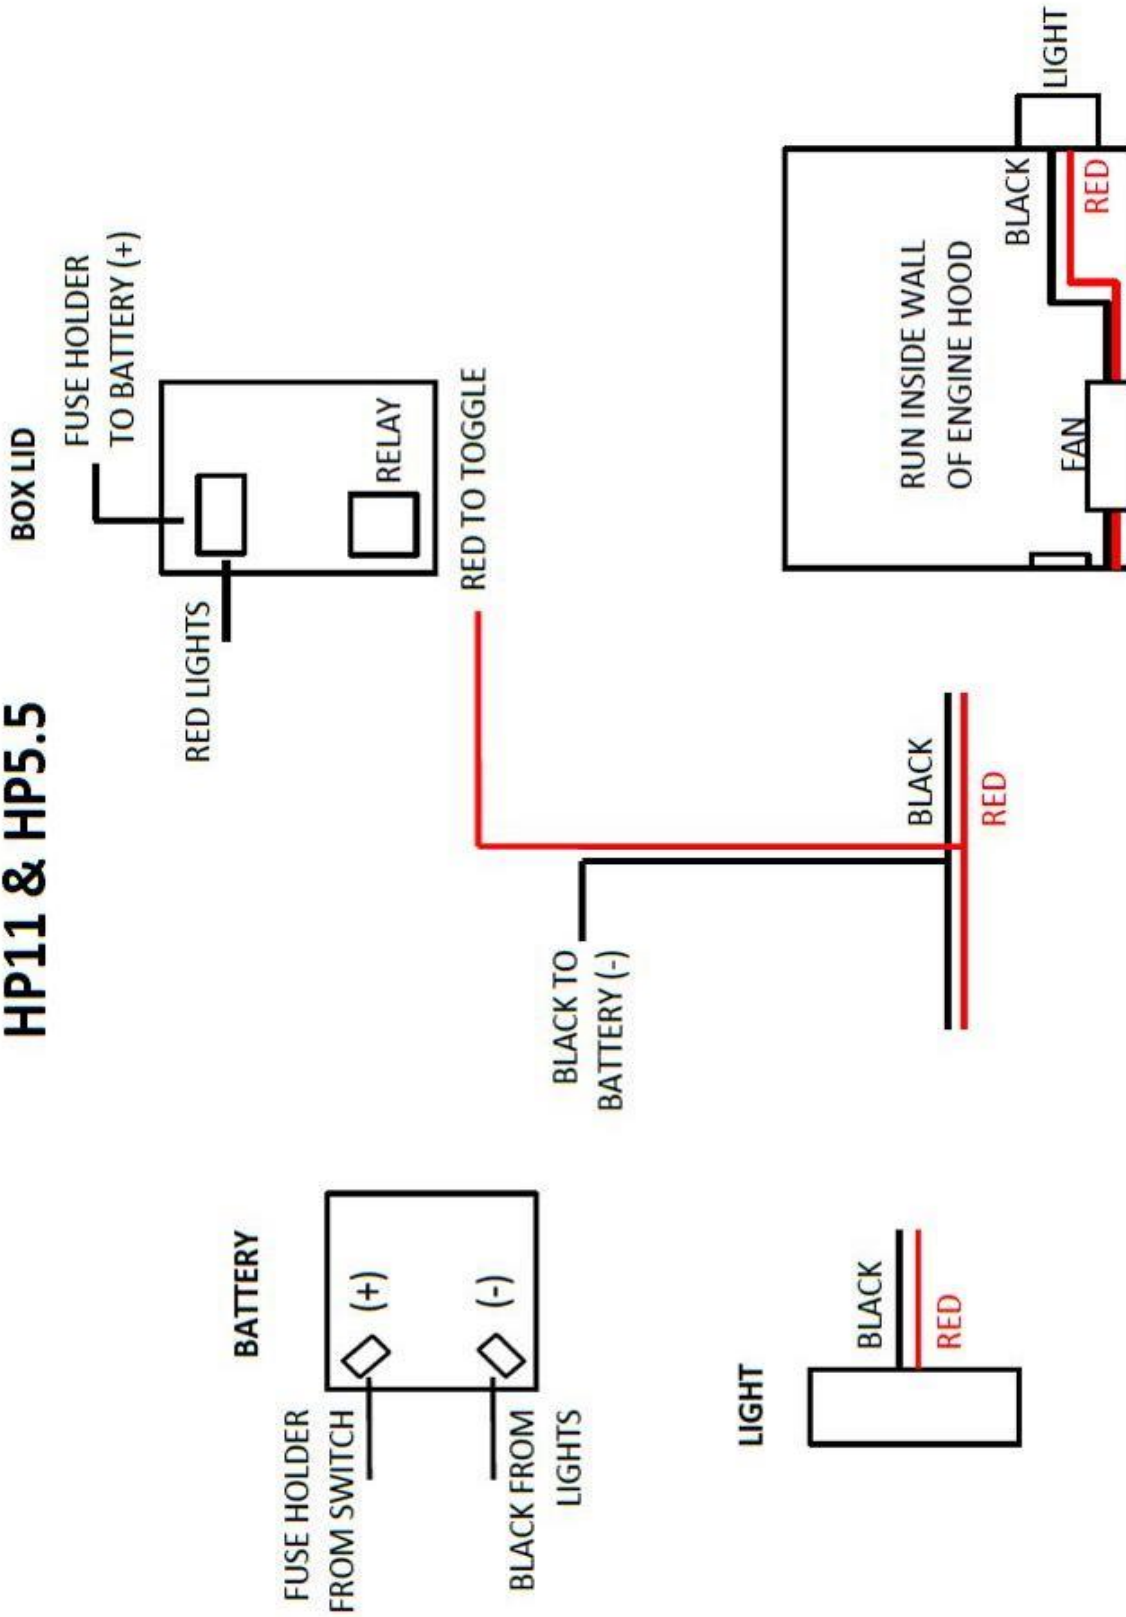 HP11 & HP5.5
BOX LID
FUSE HOLDER
TO BATTERY (+)
RED LIGHTS
RELAY
RED TO TOGGLE
BATTERY
(+)
(-)
FUSE HOLDER
FROM SWITCH
BLACK FROM
LIGHTS
BLACK TO
BATTERY (-)
BLACK
RED
LIGHT
BLACK
RED
RUN INSIDE WALL
OF ENGINE HOOD
FAN
BLACK
RED
LIGHT